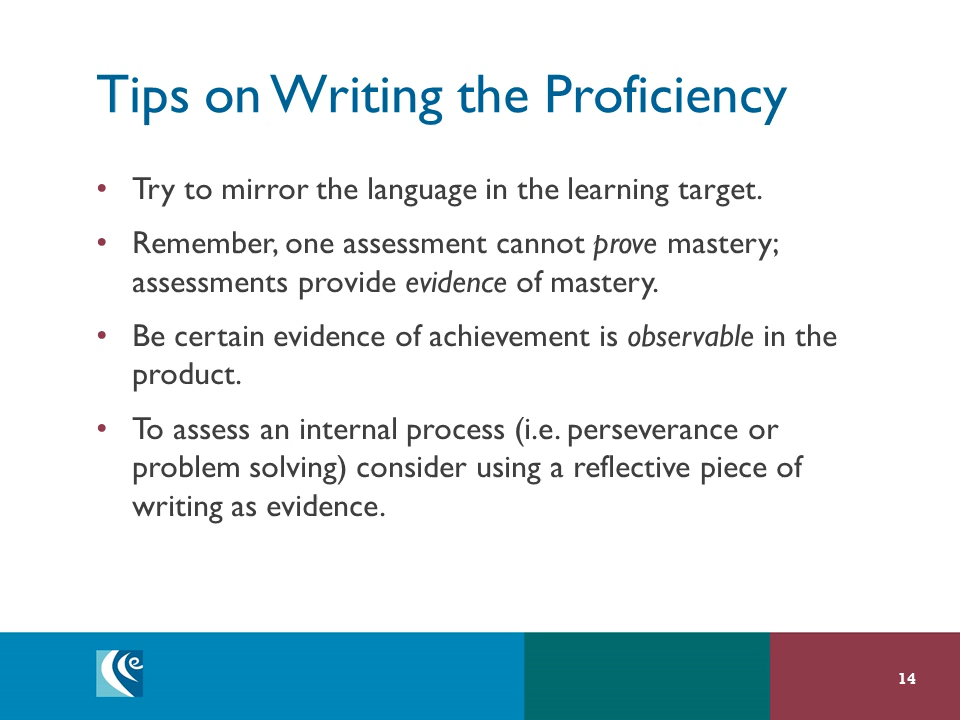 Tips on Writing the Proficiency
• Try to mirror the language in the learning target.
• Remember, one assessment cannot prove mastery;
assessments provide evidence of mastery.
• Be certain evidence of achievement is observable in the
product.
• To assess an internal process (i.e. perseverance or
problem solving) consider using a reflective piece of
writing as evidence.
e
14